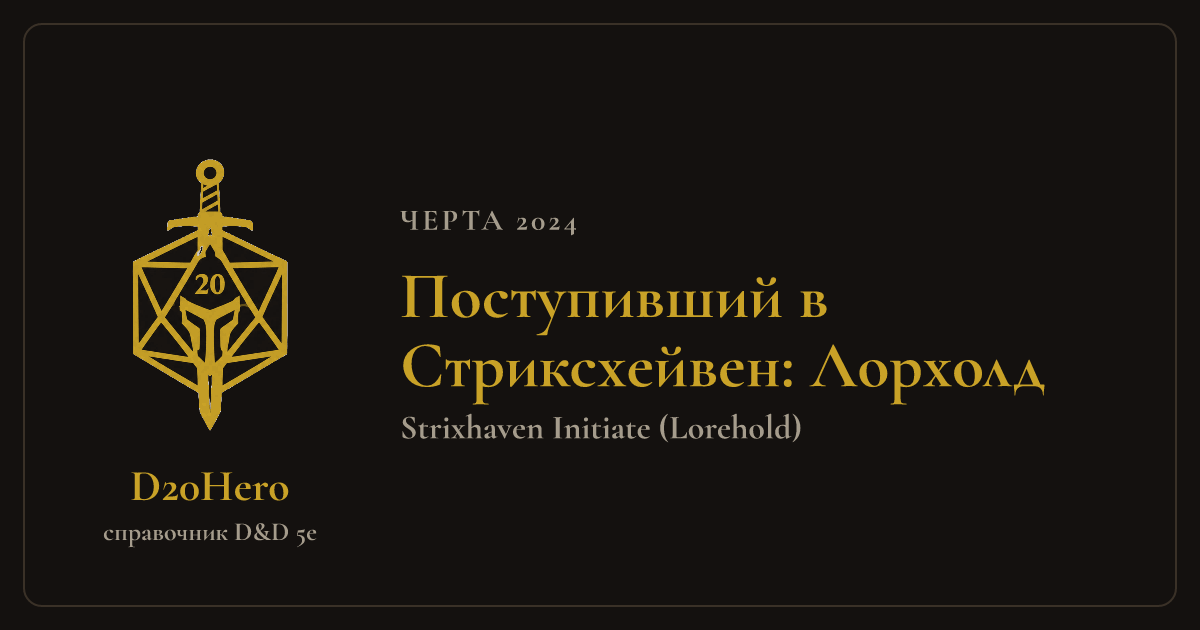 20
D20Hero
справочник D&D 5e
ЧЕРТА 2024
Поступивший в
Стриксхейвен: Лорхолд
Strixhaven Initiate (Lorehold)